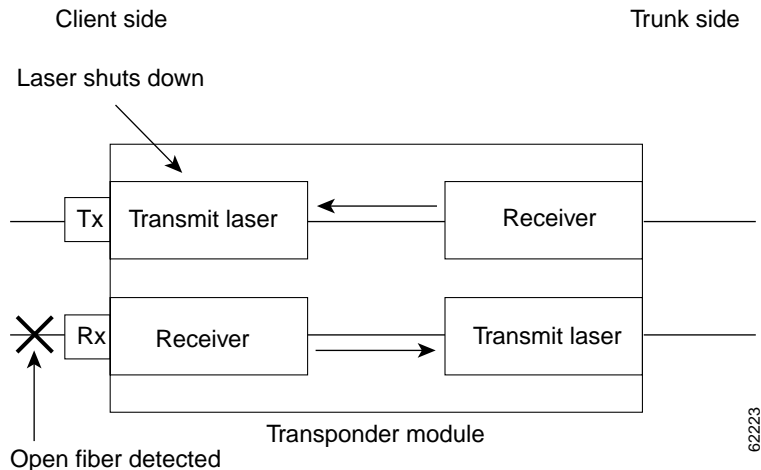 Client side
Trunk side
Laser shuts down
Tx
Transmit laser
Receiver
Rx
Receiver
Transmit laser
Transponder module
Open fiber detected
62223